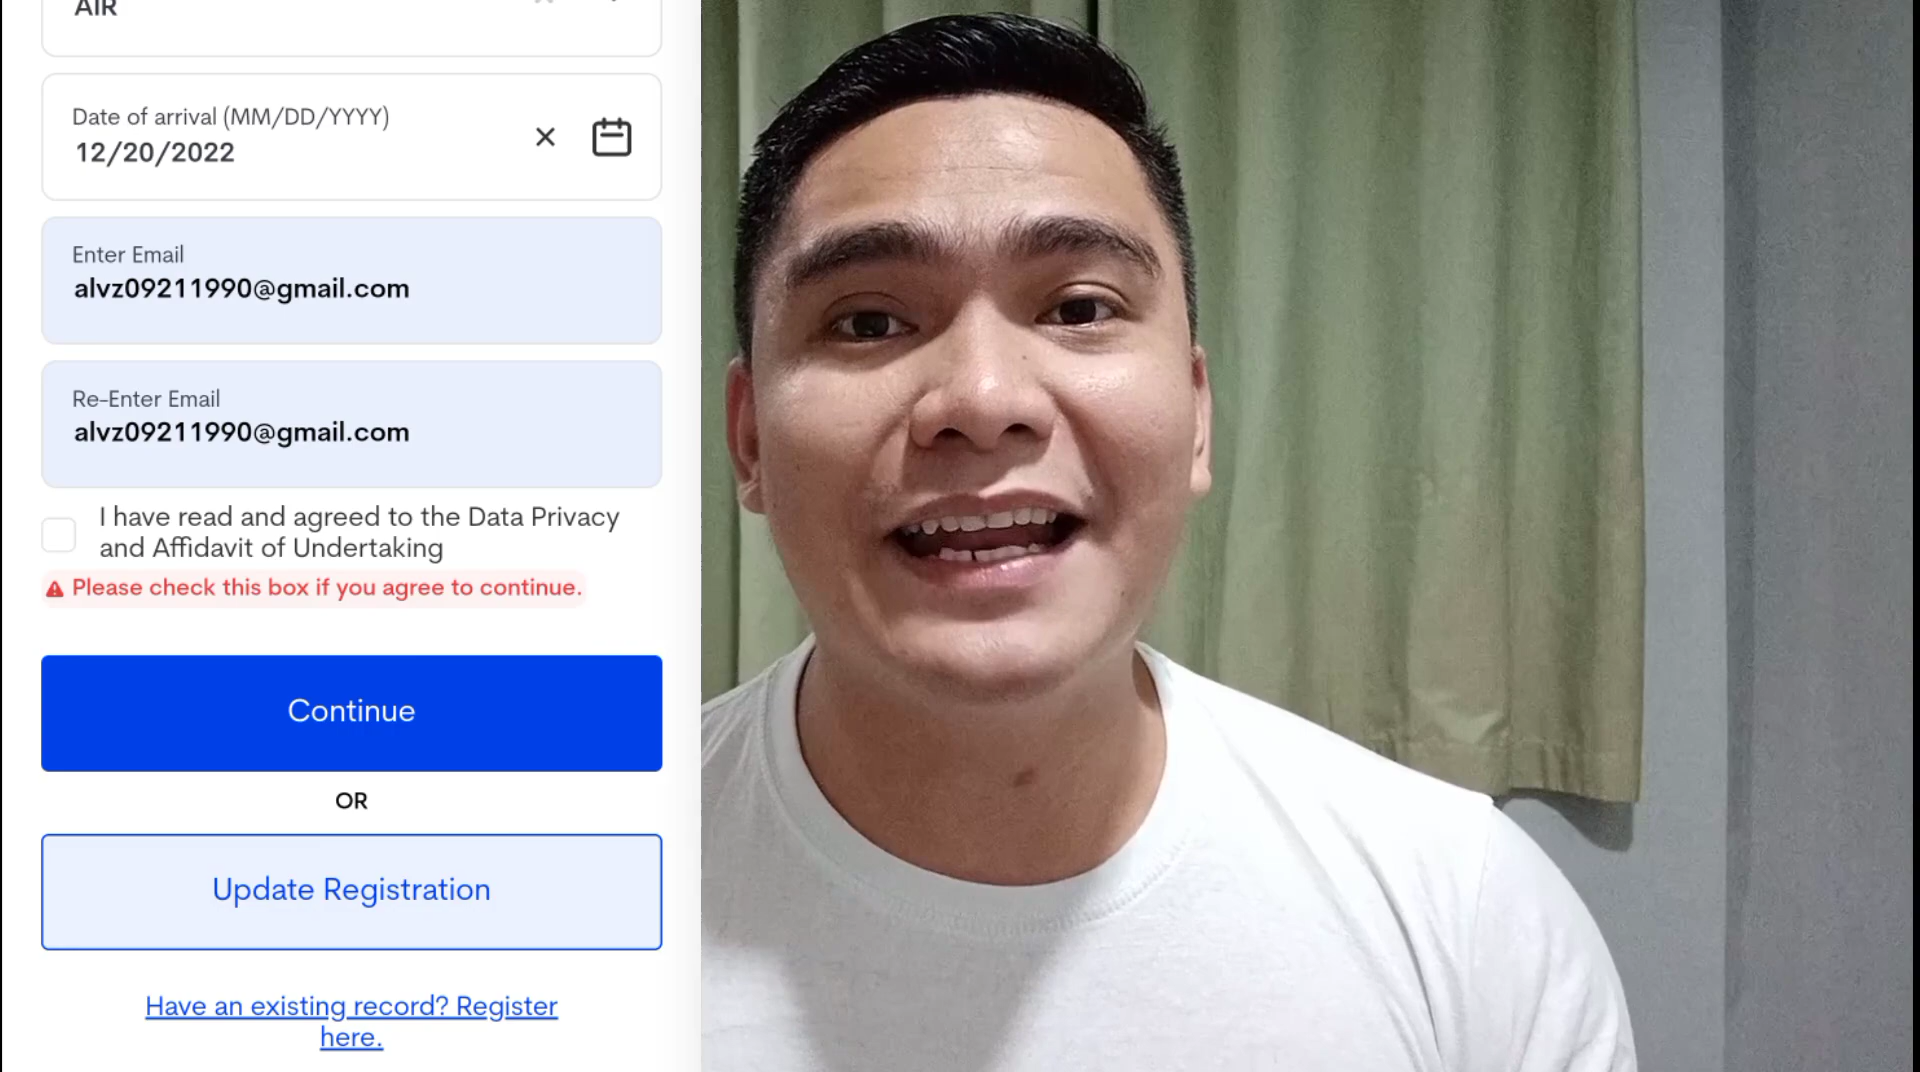 AIR
Date of arrival (MM/DD/YYYY)
12/20/2022
Enter Email
alvz09211990@gmail.com
Re-Enter Email
alvz09211990@gmail.com
I have read and agreed to the Data Privacy
and Affidavit of Undertaking
Please check this box if you agree to continue.
Continue
OR
Update Registration
Have an existing record? Register
here.